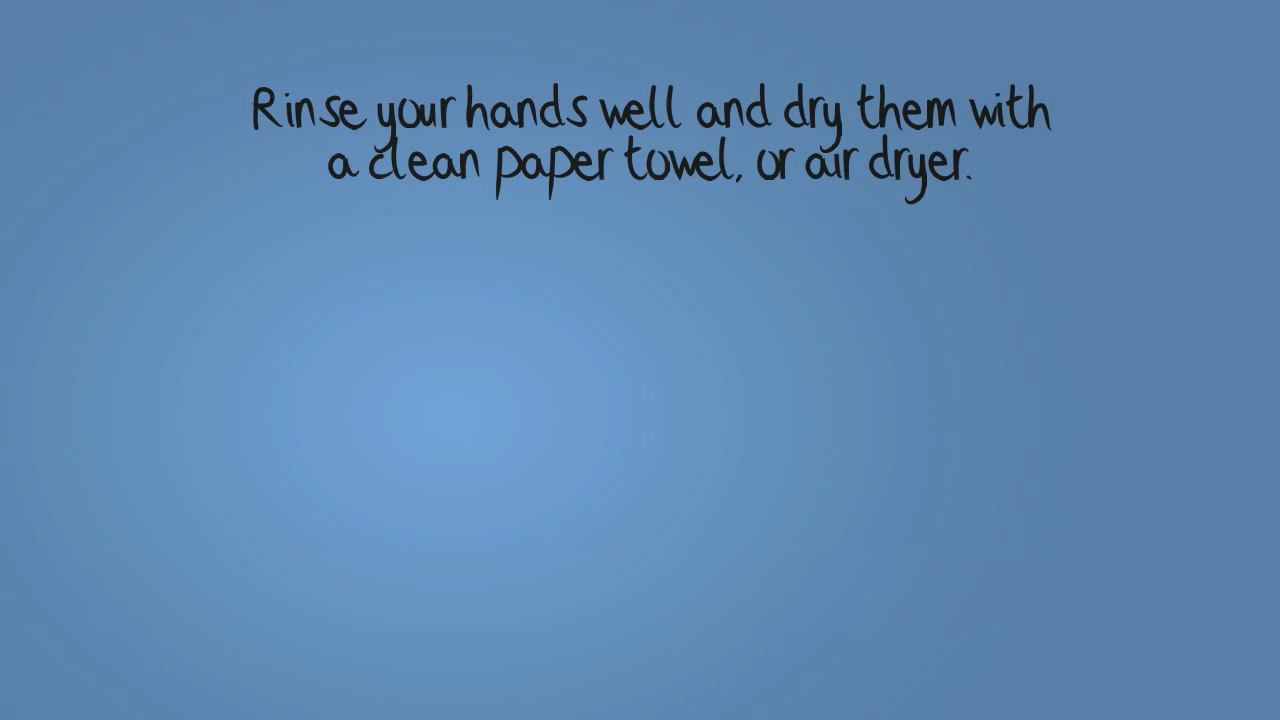 Rinse your hands well and dry them with
a clean paper towel, or air dryer.